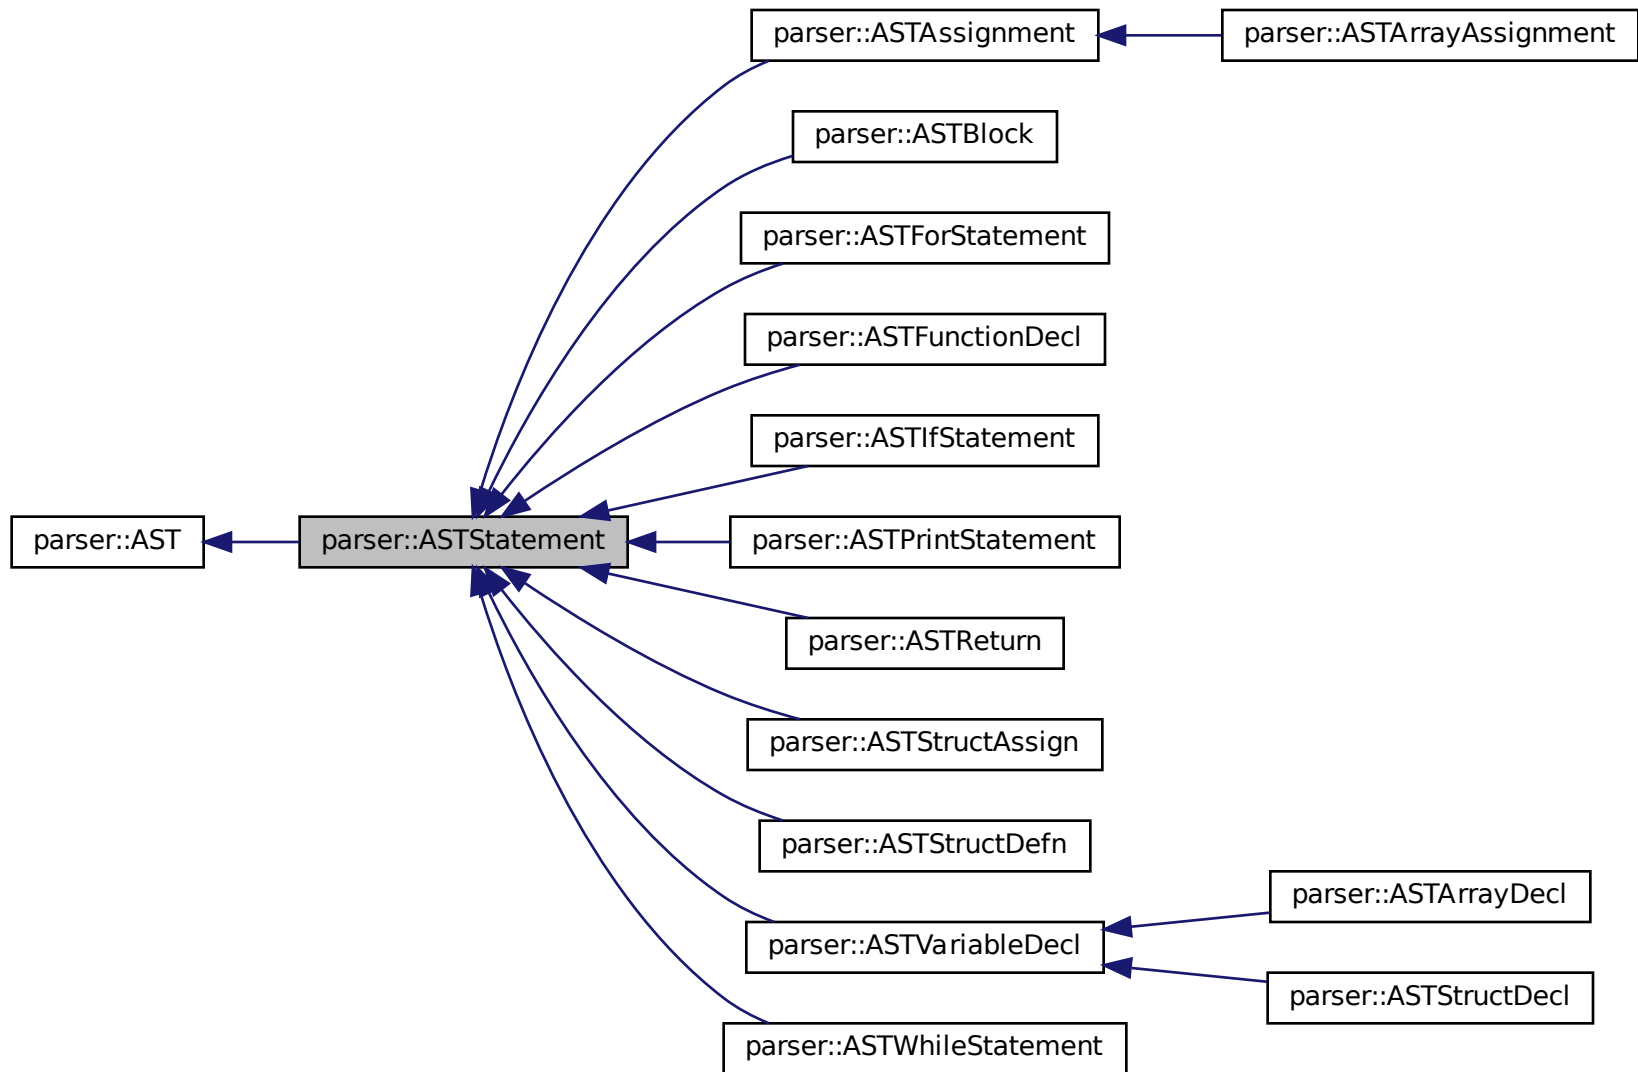 parser::ASTAssignment
parser::ASTArrayAssignment
parser::ASTBlock
parser::ASTForStatement
parser::ASTFunctionDecl
parser::ASTIfStatement
parser::AST
parser::ASTStatement
parser::ASTPrintStatement
parser::ASTReturn
parser::ASTStructAssign
parser::ASTStructDefn
parser::ASTArrayDecl
parser::ASTVariableDecl
parser::ASTStructDecl
parser::ASTWhileStatement